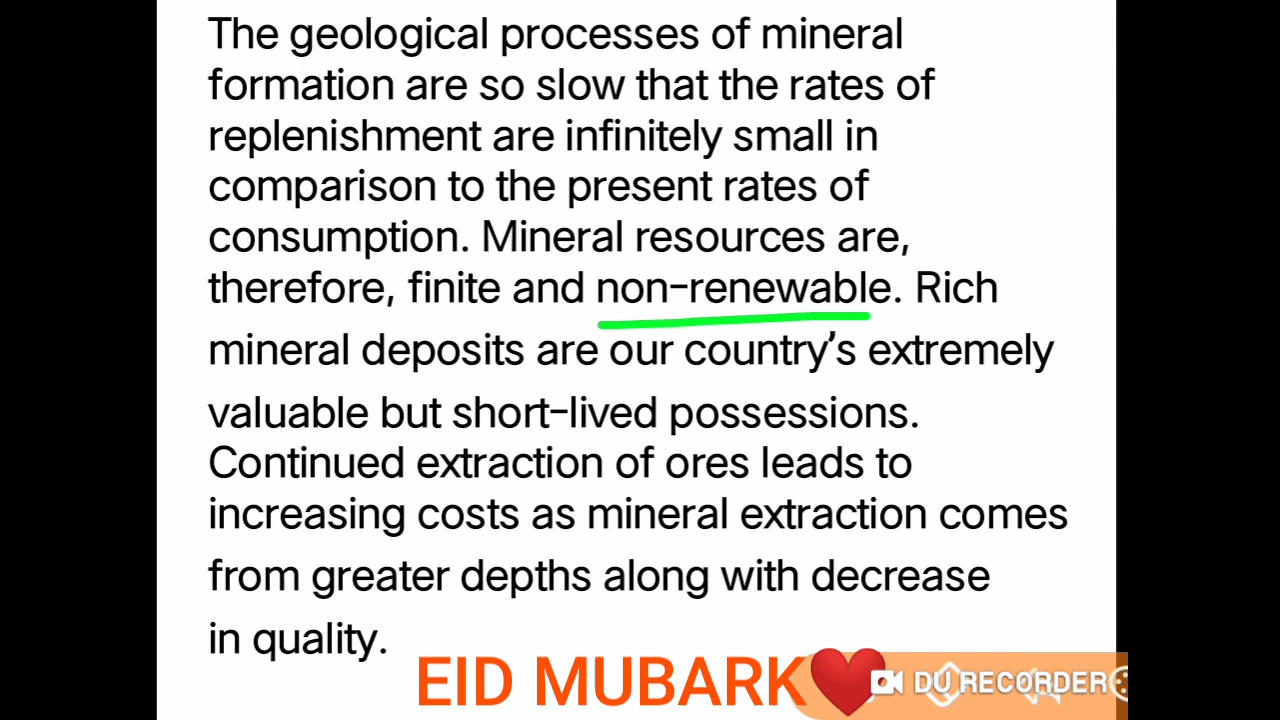 The geological processes of mineral
formation are so slow that the rates of
replenishment are infinitely small in
comparison to the present rates of
consumption. Mineral resources are,
therefore, finite and non-renewable. Rich
mineral deposits are our country's extremely
valuable but short-lived possessions.
Continued extraction of ores leads to
increasing costs as mineral extraction comes
from greater depths along with decrease
in quality.
EID MUBARK❤️
DU RECORDER